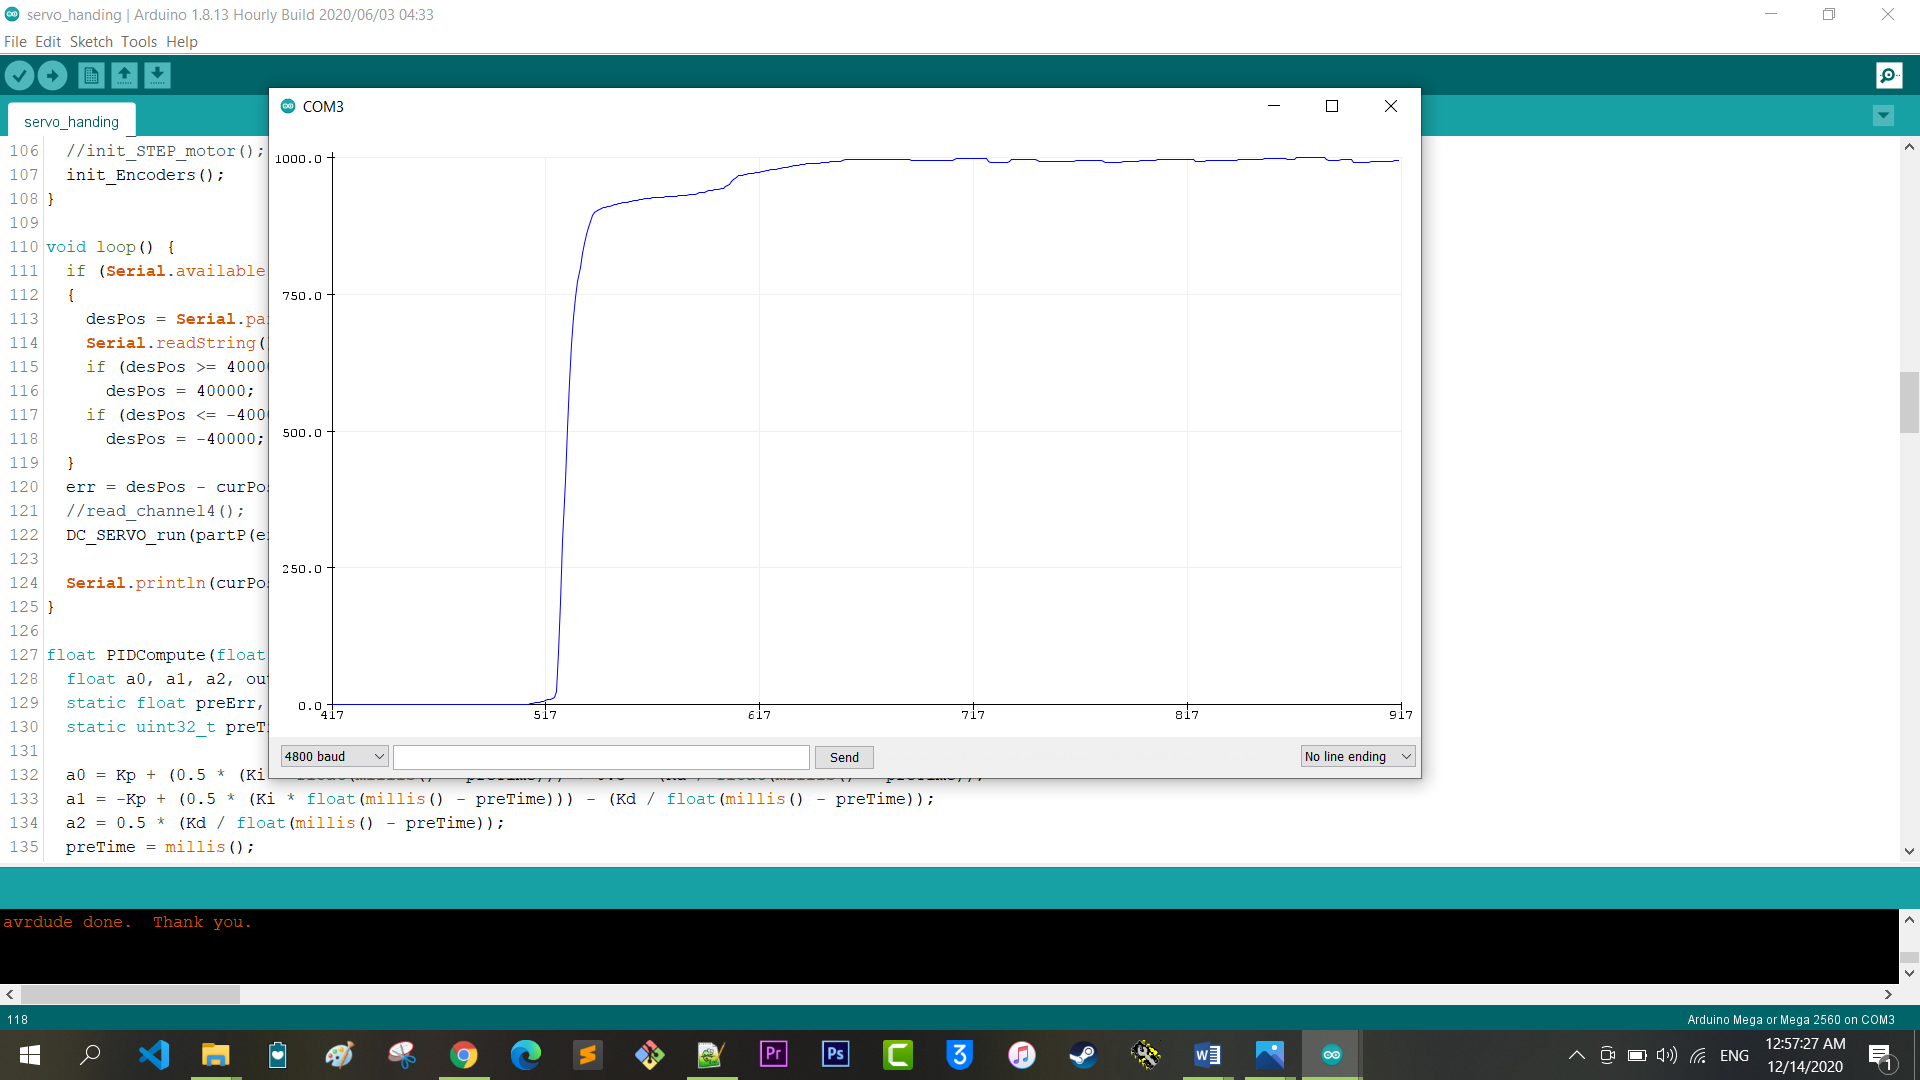 servo_handing | Arduino 1.8.13 Hourly Build 2020/06/03 04:33
File Edit Sketch Tools Help
COM3
servo_handing
106 //init_STEP_motor();
107 init_Encoders();
108 }
109
110 void loop() {
111 if (Serial.available
112 {
113 desPos = Serial.pa
114 Serial.readString(
115 if (desPos >= 4000
116 desPos = 40000;
117 if (desPos <= -400
118 desPos = -40000;
119 }
120 err = desPos - curPo
121 //read_channel4();
122 DC_SERVO_run(partP(e
123
124 Serial.println(curPo
125 }
126
127 float PIDCompute(float
128 float a0, a1, a2, ou
129 static float preErr,
130 static uint32_t preT
131
132 a0 = Kp + (0.5 * (Ki
133 a1 = -Kp + (0.5 * (Ki * float(millis() - preTime))) - (Kd / float(millis() - preTime));
134 a2 = 0.5 * (Kd / float(millis() - preTime));
135 preTime = millis();
1000.0
750.0
500.0
250.0
0.0
417 517 617 717 817 917
4800 baud Send No line ending
avrdude done. Thank you.
118 Arduino Mega or Mega 2560 on COM3
Pr Ps 3 ENG 12:57:27 AM
12/14/2020 1